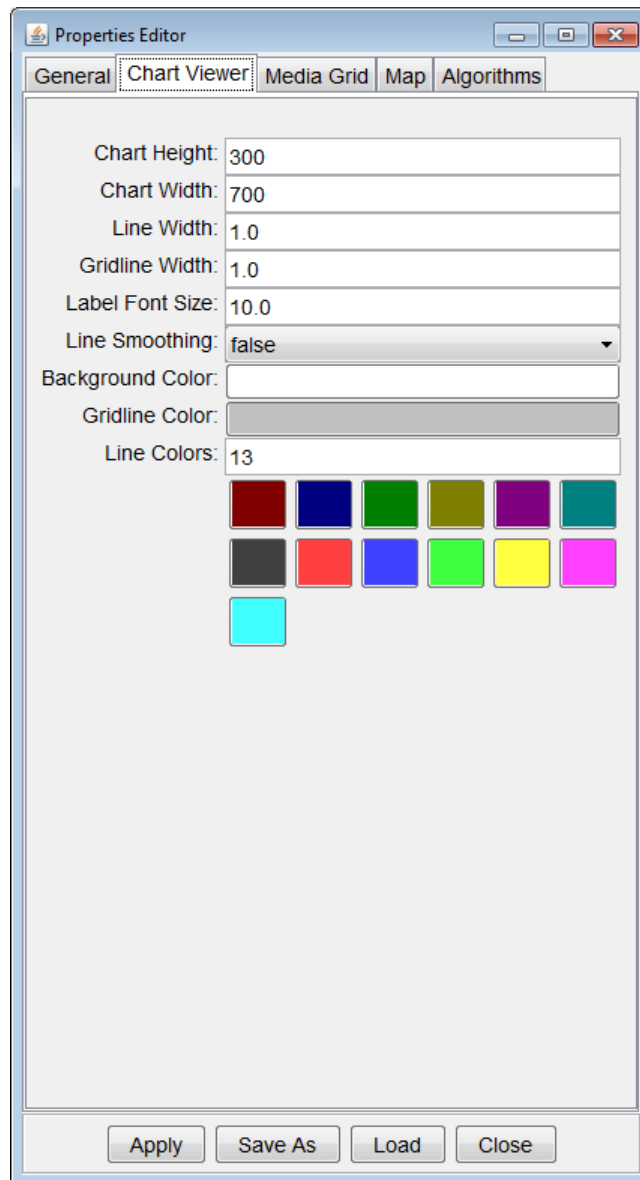 Properties Editor
General Chart Viewer Media Grid Map Algorithms
Chart Height: 300
Chart Width: 700
Line Width: 1.0
Gridline Width: 1.0
Label Font Size: 10.0
Line Smoothing: false
Background Color:
Gridline Color:
Line Colors: 13
Apply Save As Load Close